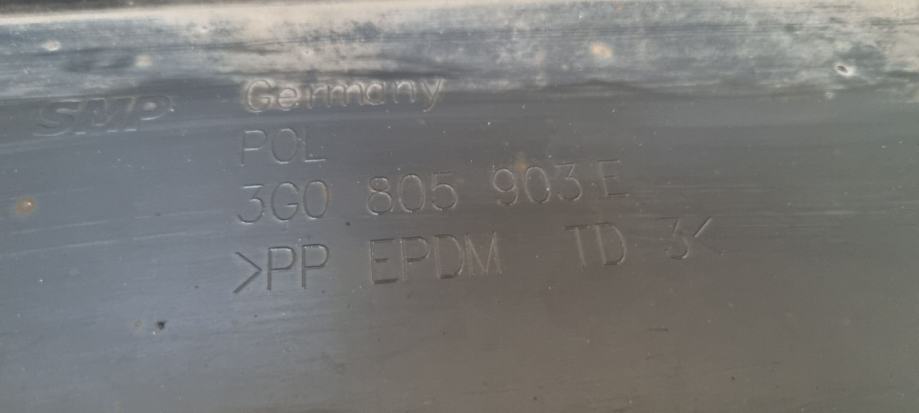 SMP
Germany
POL
3G0 805 903 E
>PP EPDM TD 3<